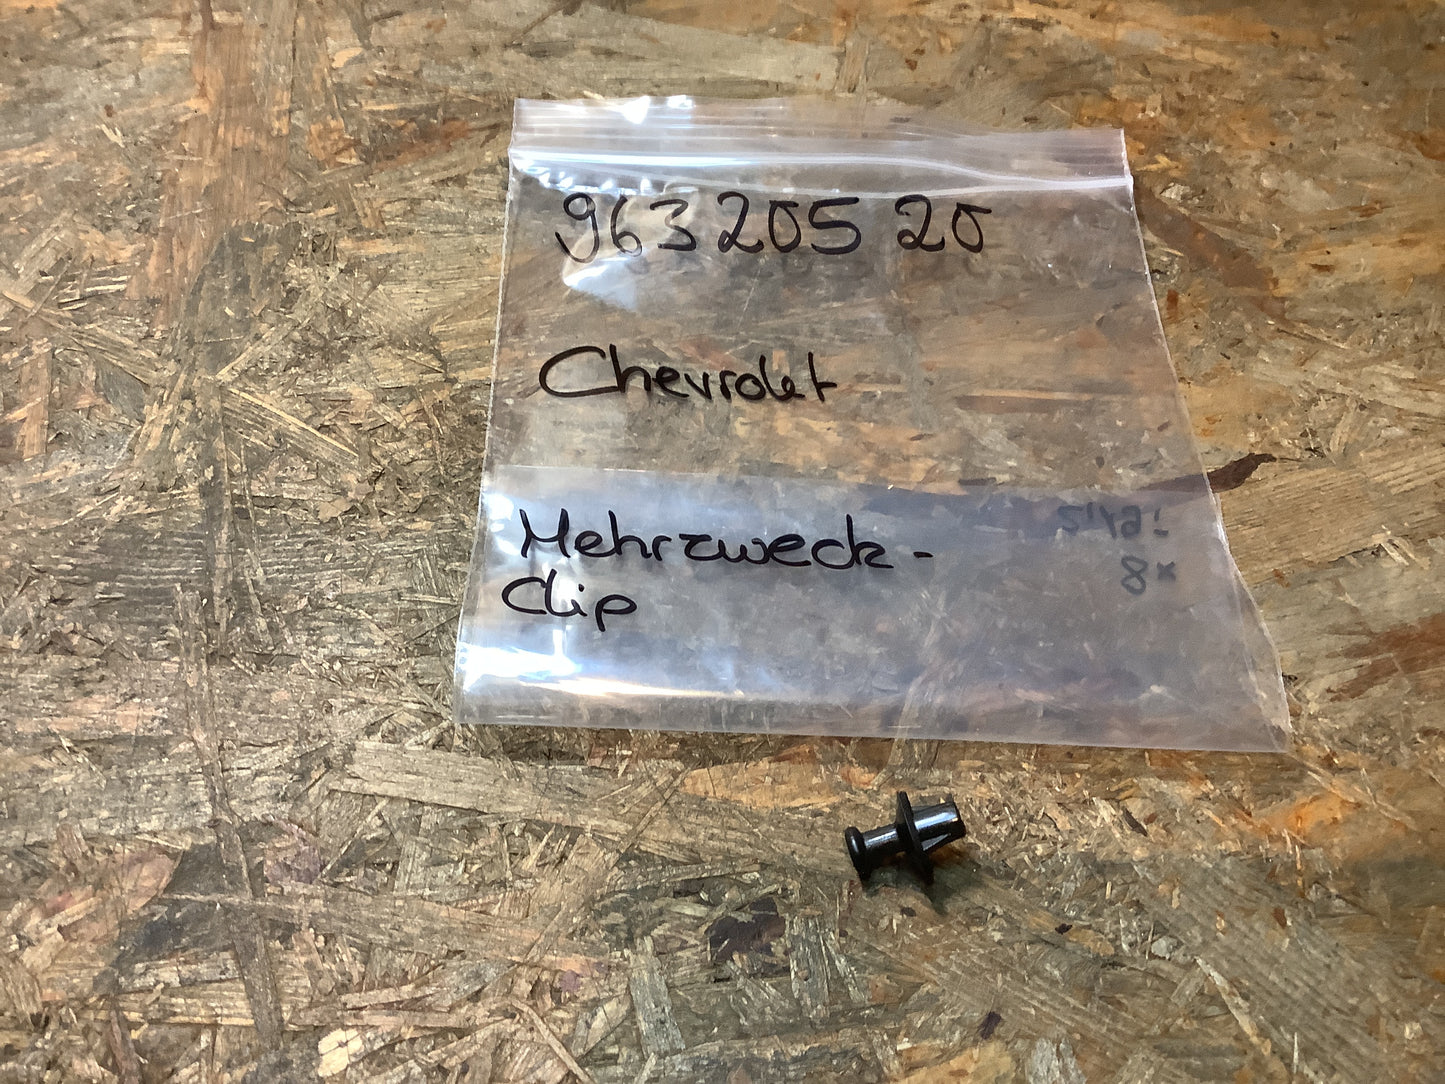 963 205 20
Chevrolet
Mehrzweck-
Clip
8x